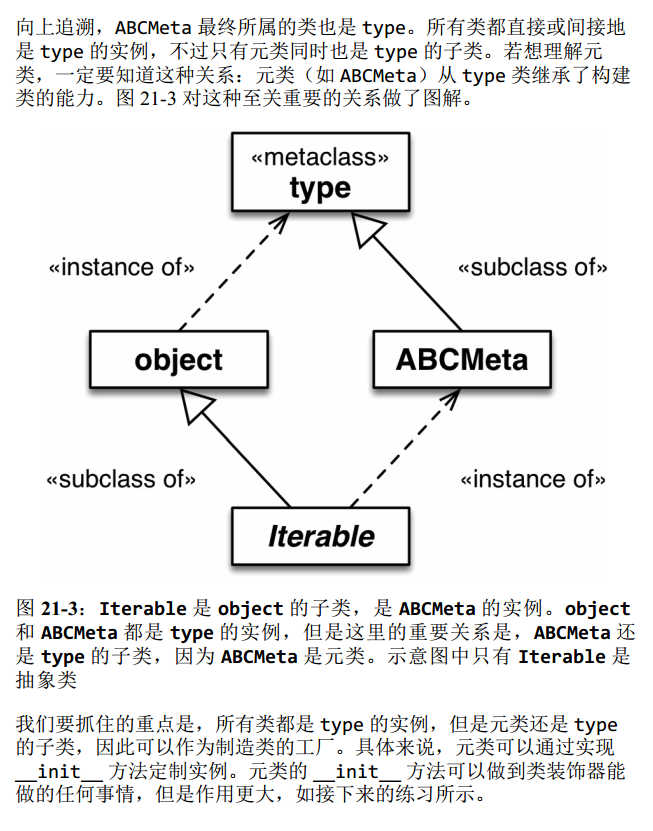 向上追溯，ABCMeta 最终所属的类也是 type。所有类都直接或间接地
是 type 的实例，不过只有元类同时也是 type 的子类。若想理解元
类，一定要知道这种关系：元类（如 ABCMeta）从 type 类继承了构建
类的能力。图 21-3 对这种至关重要的关系做了图解。
«metaclass»
type
«instance of»
«subclass of»
object
ABCMeta
«subclass of»
«instance of»
Iterable
图 21-3：Iterable 是 object 的子类，是 ABCMeta 的实例。object
和 ABCMeta 都是 type 的实例，但是这里的重要关系是，ABCMeta 还
是 type 的子类，因为 ABCMeta 是元类。示意图中只有 Iterable 是
抽象类
我们要抓住的重点是，所有类都是 type 的实例，但是元类还是 type
的子类，因此可以作为制造类的工厂。具体来说，元类可以通过实现
__init__ 方法定制实例。元类的 __init__ 方法可以做到类装饰器能
做的任何事情，但是作用更大，如接下来的练习所示。